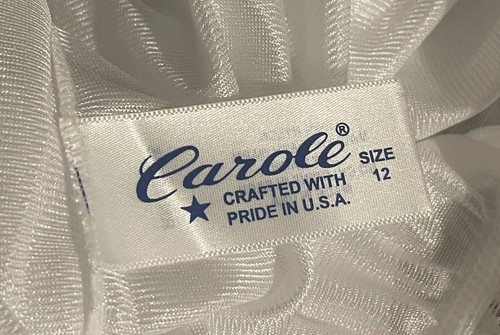 Carole®
CRAFTED WITH
PRIDE IN U.S.A.
SIZE
12